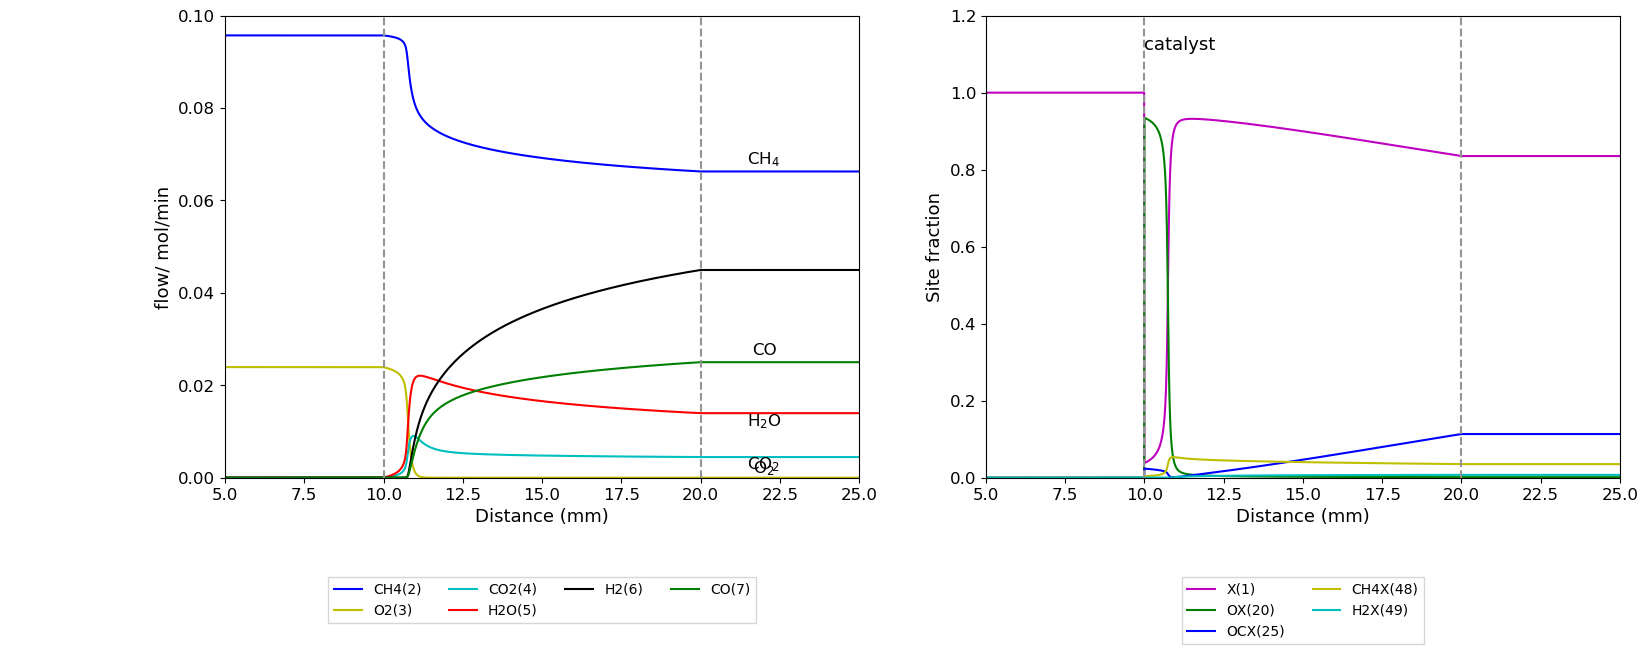 0.10
0.08
0.06
0.04
0.02
0.00
flow/ mol/min
CH4
CO
H2O
CO2
O2
5.0 7.5 10.0 12.5 15.0 17.5 20.0 22.5 25.0
Distance (mm)
CH4(2) CO2(4) H2(6) CO(7)
O2(3) H2O(5)
1.2
1.0
0.8
0.6
0.4
0.2
0.0
Site fraction
catalyst
5.0 7.5 10.0 12.5 15.0 17.5 20.0 22.5 25.0
Distance (mm)
X(1) CH4X(48)
OX(20) H2X(49)
OCX(25)